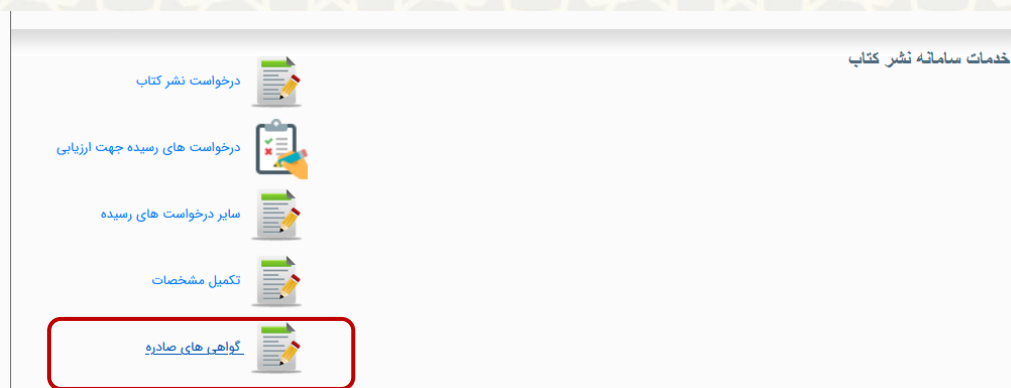 خدمات سامانه نشر کتاب
درخواست نشر کتاب
درخواست های رسیده جهت ارزیابی
سایر درخواست های رسیده
تکمیل مشخصات
گواهی های صادره